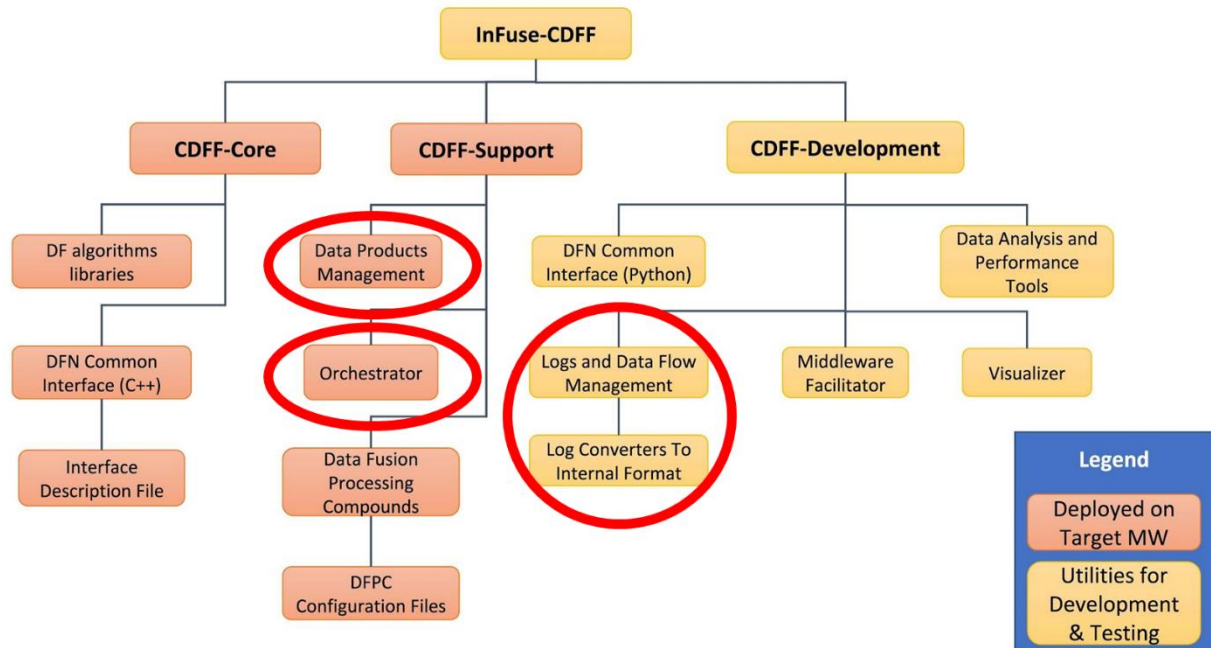 InFuse-CDFF
CDFF-Core
CDFF-Support
CDFF-Development
DF algorithms
libraries
Data Products
Management
DFN Common
Interface (Python)
Data Analysis and
Performance
Tools
DFN Common
Interface (C++)
Orchestrator
Logs and Data Flow
Management
Middleware
Facilitator
Visualizer
Interface
Description File
Data Fusion
Processing
Compounds
Log Converters To
Internal Format
DFPC
Configuration Files
Legend
Deployed on
Target MW
Utilities for
Development
& Testing